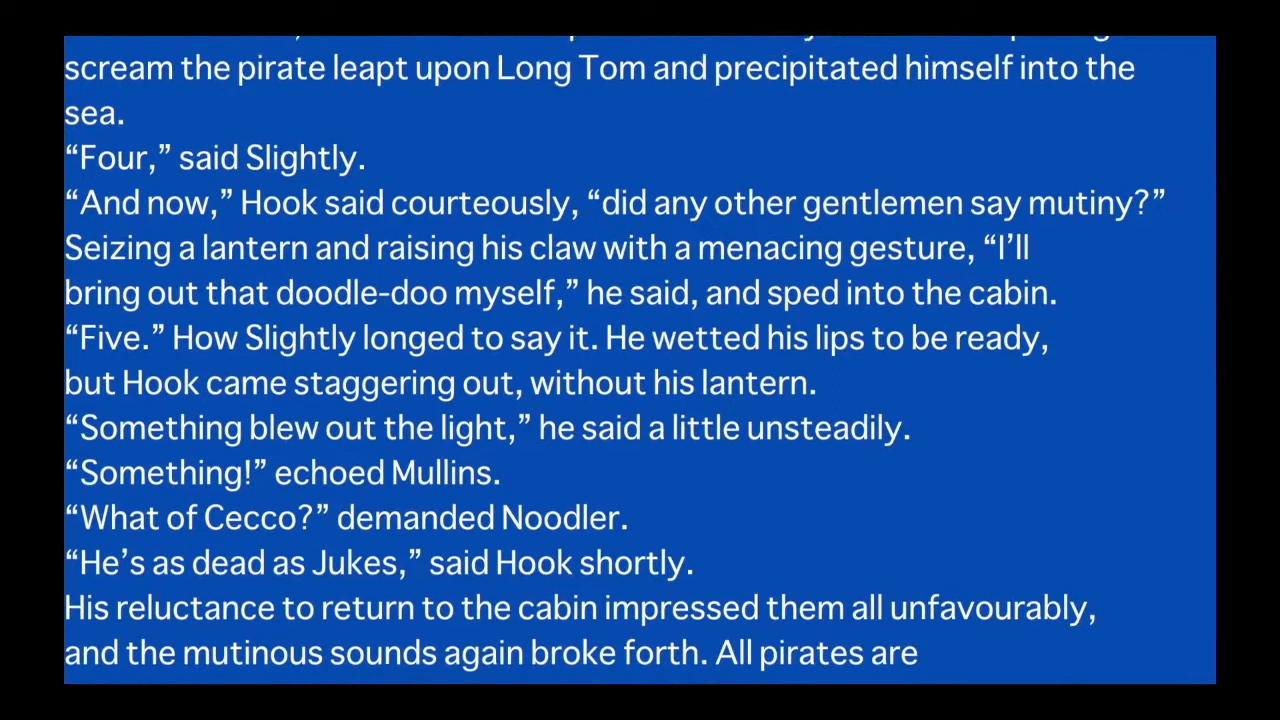 scream the pirate leapt upon Long Tom and precipitated himself into the
sea.
“Four,” said Slightly.
“And now,” Hook said courteously, “did any other gentlemen say mutiny?”
Seizing a lantern and raising his claw with a menacing gesture, “I’ll
bring out that doodle-doo myself,” he said, and sped into the cabin.
“Five.” How Slightly longed to say it. He wetted his lips to be ready,
but Hook came staggering out, without his lantern.
“Something blew out the light,” he said a little unsteadily.
“Something!” echoed Mullins.
“What of Cecco?” demanded Noodler.
“He’s as dead as Jukes,” said Hook shortly.
His reluctance to return to the cabin impressed them all unfavourably,
and the mutinous sounds again broke forth. All pirates are